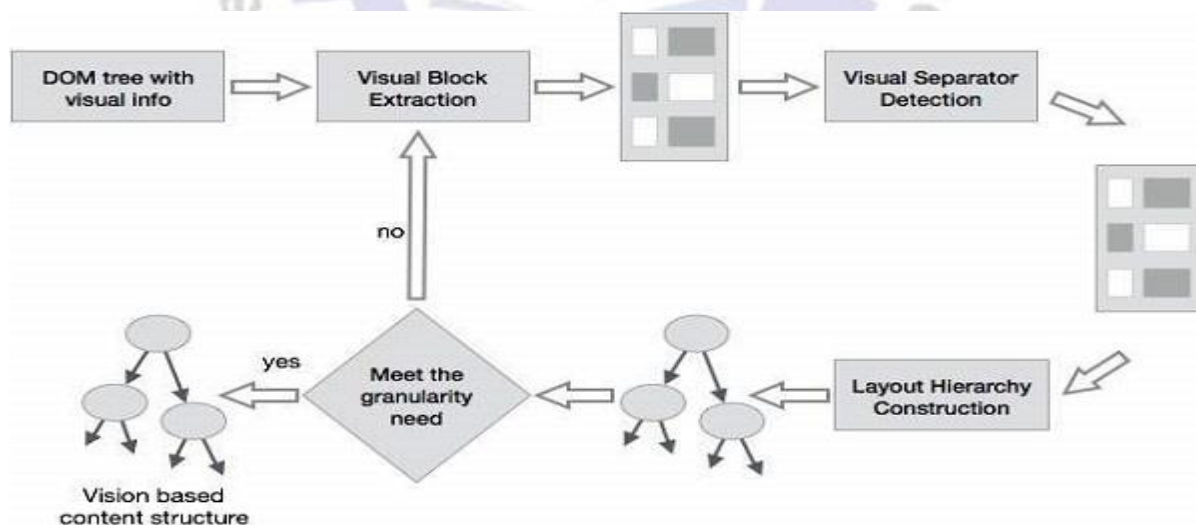 DOM tree with
visual info
Visual Block
Extraction
Visual Separator
Detection
no
yes
Meet the
granularity
need
Layout Hierarchy
Construction
Vision based
content structure